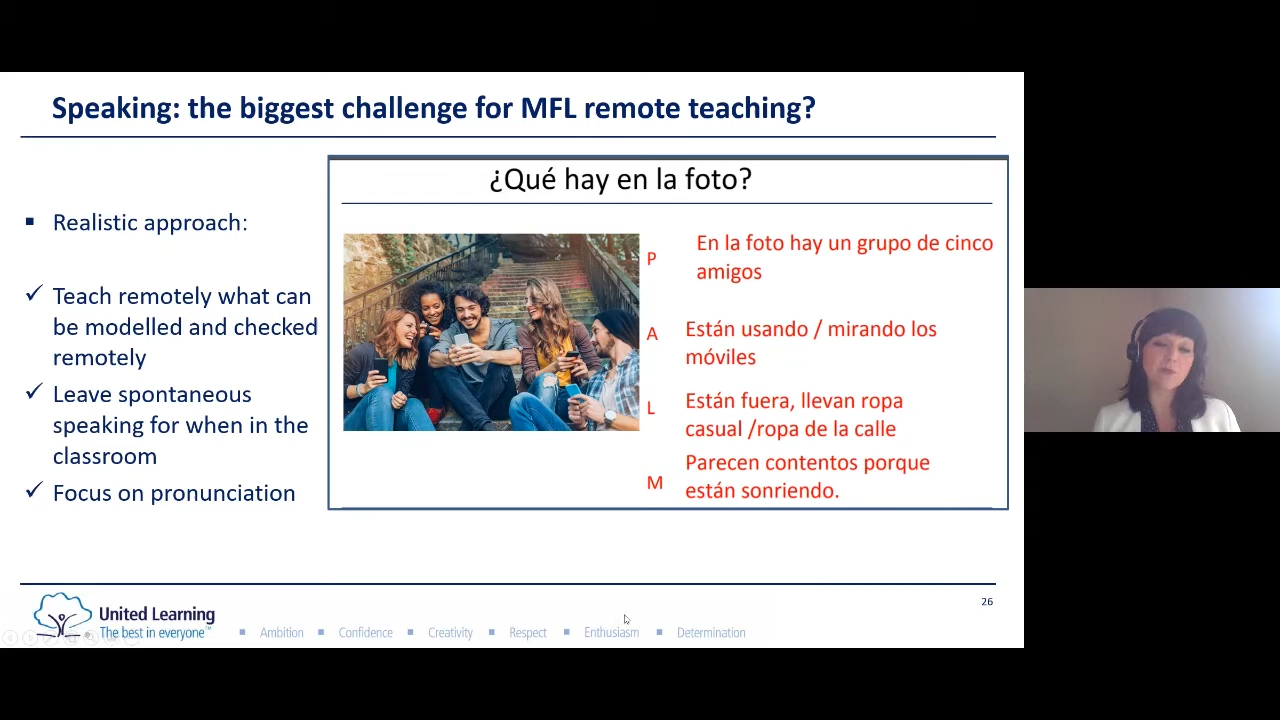 Speaking: the biggest challenge for MFL remote teaching?
▪ Realistic approach:
✓ Teach remotely what can
be modelled and checked
remotely
✓ Leave spontaneous
speaking for when in the
classroom
✓ Focus on pronunciation
¿Qué hay en la foto?
P En la foto hay un grupo de cinco
amigos
A Están usando / mirando los
móviles
L Están fuera, llevan ropa
casual /ropa de la calle
M Parecen contentos porque
están sonriendo.
26
United Learning
The best in everyone™
▪ Ambition ▪ Confidence ▪ Creativity ▪ Respect ▪ Enthusiasm ▪ Determination